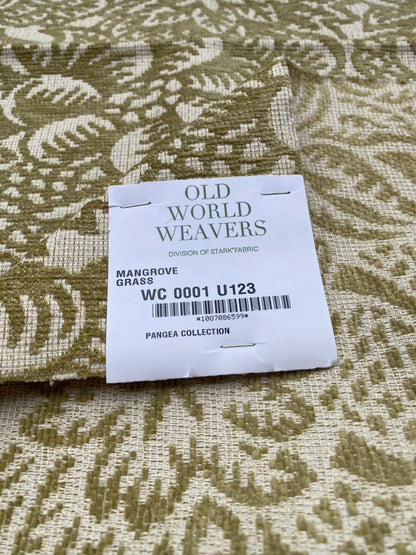 OLD
WORLD
WEAVERS®
DIVISION OF STARK® FABRIC
MANGROVE
GRASS
WC 0001 U123
*1007086599*
PANGEA COLLECTION